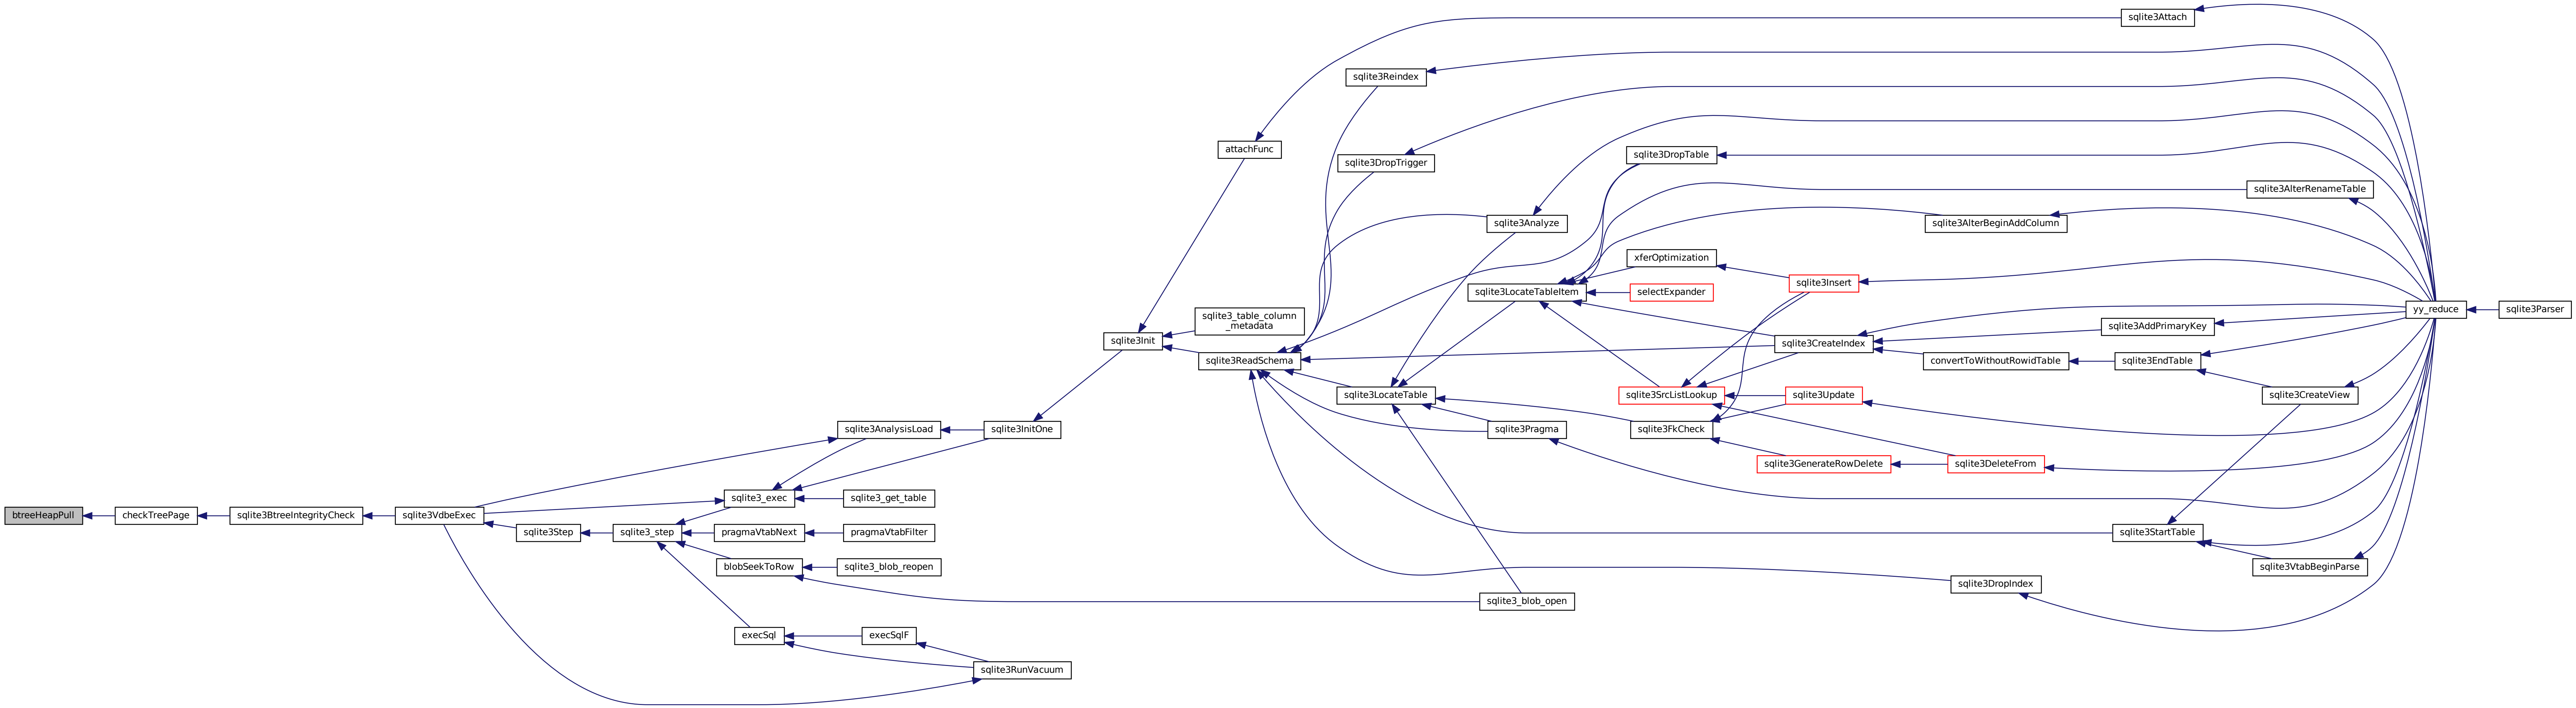 btreeHeapPull
checkTreePage
sqlite3BtreeIntegrityCheck
sqlite3VdbeExec
sqlite3AnalysisLoad
sqlite3_exec
sqlite3Step
sqlite3_step
sqlite3_get_table
pragmaVtabNext
pragmaVtabFilter
blobSeekToRow
sqlite3_blob_reopen
execSql
execSqlF
sqlite3RunVacuum
sqlite3InitOne
sqlite3Init
attachFunc
sqlite3_table_column
_metadata
sqlite3ReadSchema
sqlite3Reindex
sqlite3DropTrigger
sqlite3LocateTable
sqlite3Analyze
sqlite3LocateTableItem
sqlite3Pragma
sqlite3_blob_open
sqlite3DropTable
xferOptimization
selectExpander
sqlite3SrcListLookup
sqlite3FkCheck
sqlite3Insert
sqlite3CreateIndex
sqlite3Update
sqlite3GenerateRowDelete
sqlite3AlterBeginAddColumn
convertToWithoutRowidTable
sqlite3DeleteFrom
sqlite3DropIndex
sqlite3Attach
sqlite3AddPrimaryKey
sqlite3EndTable
sqlite3StartTable
sqlite3AlterRenameTable
sqlite3CreateView
sqlite3VtabBeginParse
yy_reduce
sqlite3Parser